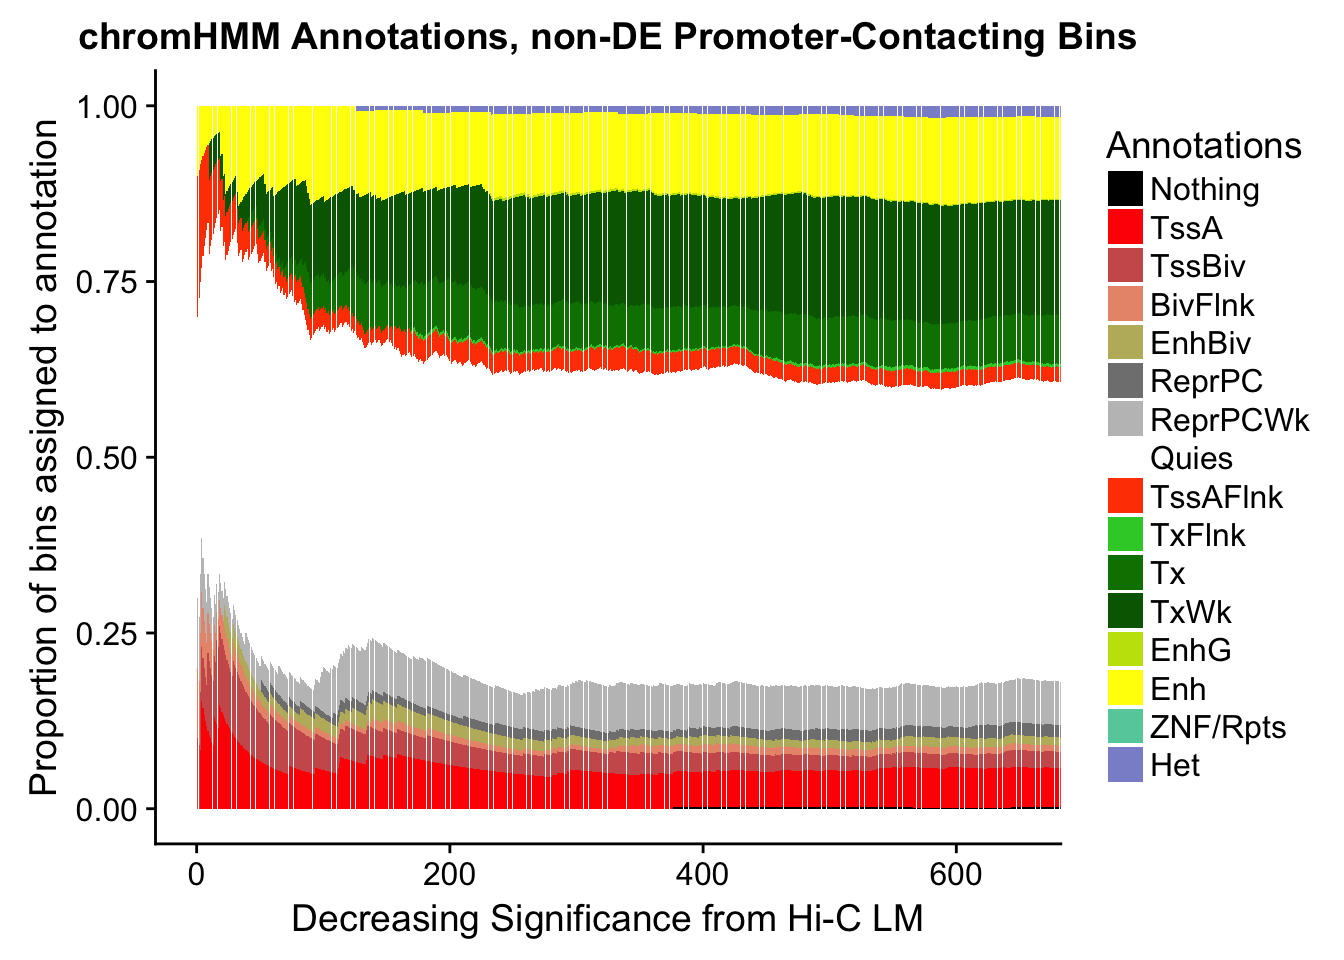 chromHMM Annotations, non-DE Promoter-Contacting Bins
Proportion of bins assigned to annotation
1.00
0.75
0.50
0.25
0.00
0
200
400
600
Decreasing Significance from Hi-C LM
Annotations
Nothing
TssA
TssBiv
BivFlnk
EnhBiv
ReprPC
ReprPCWk
Quies
TssAFlnk
TxFlnk
Tx
TxWk
EnhG
Enh
ZNF/Rpts
Het